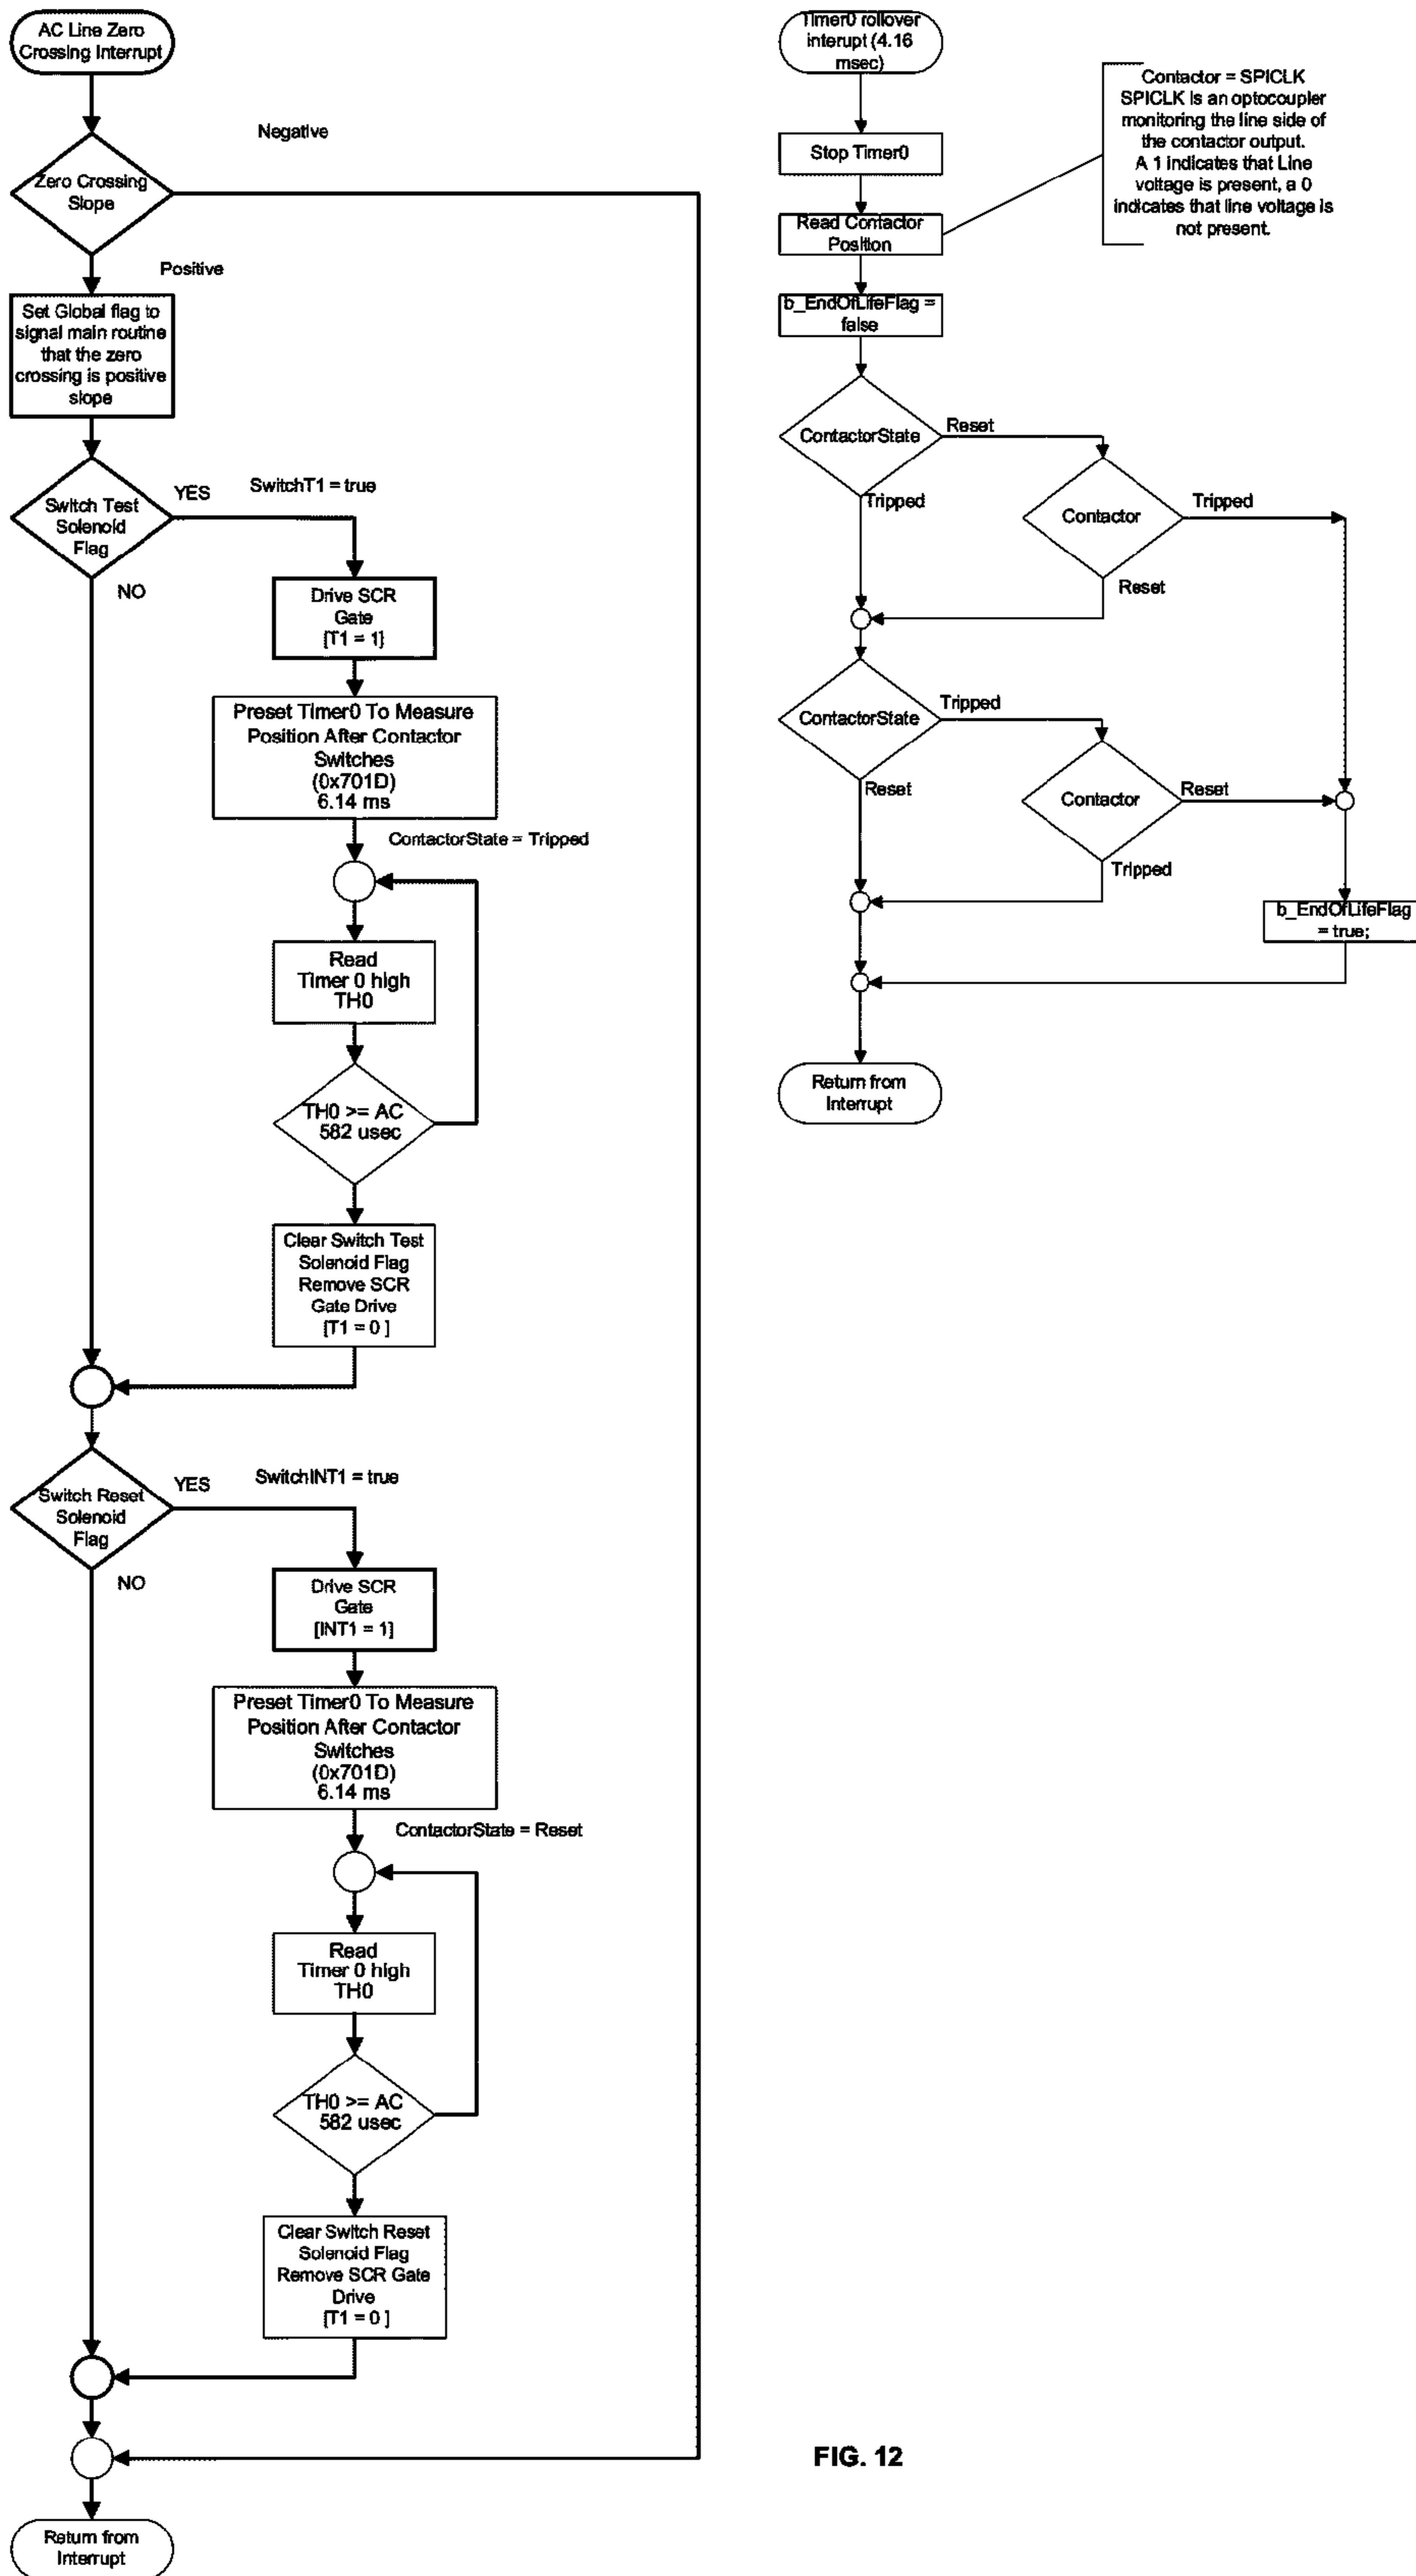 AC Line Zero
Crossing Interrupt
Negative
Zero Crossing
Slope
Positive
Set Global flag to
signal main routine
that the zero
crossing is positive
slope
Switch Test
Solenoid
Flag
YES
SwitchT1 = true
NO
Drive SCR
Gate
[T1 = 1]
Preset Timer0 To Measure
Position After Contactor
Switches
(0x701D)
6.14 ms
ContactorState = Tripped
Read
Timer 0 high
TH0
TH0 >= AC
582 usec
Clear Switch Test
Solenoid Flag
Remove SCR
Gate Drive
[T1 = 0 ]
Switch Reset
Solenoid
Flag
YES
SwitchINT1 = true
NO
Drive SCR
Gate
[INT1 = 1]
Preset Timer0 To Measure
Position After Contactor
Switches
(0x701D)
6.14 ms
ContactorState = Reset
Read
Timer 0 high
TH0
TH0 >= AC
582 usec
Clear Switch Reset
Solenoid Flag
Remove SCR Gate
Drive
[T1 = 0 ]
Return from
Interrupt
Timer0 rollover
interupt (4.16
msec)
Stop Timer0
Read Contactor
Position
Contactor = SPICLK
SPICLK is an optocoupler
monitoring the line side of
the contactor output.
A 1 indicates that Line
voltage is present, a 0
indicates that line voltage is
not present.
b_EndOfLifeFlag =
false
ContactorState
Reset
Tripped
Contactor
Tripped
Reset
ContactorState
Tripped
Reset
Contactor
Reset
Tripped
b_EndOfLifeFlag
= true;
Return from
Interrupt
FIG. 12